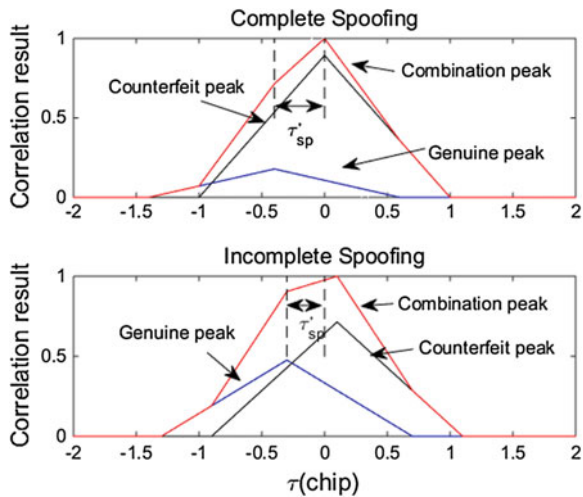 Complete Spoofing
Correlation result
1
0.5
0
Counterfeit peak
Combination peak
τ'sp
Genuine peak
-2 -1.5 -1 -0.5 0 0.5 1 1.5 2
Incomplete Spoofing
Correlation result
1
0.5
0
Genuine peak
Combination peak
τ'sp
Counterfeit peak
-2 -1.5 -1 -0.5 0 0.5 1 1.5 2
τ(chip)